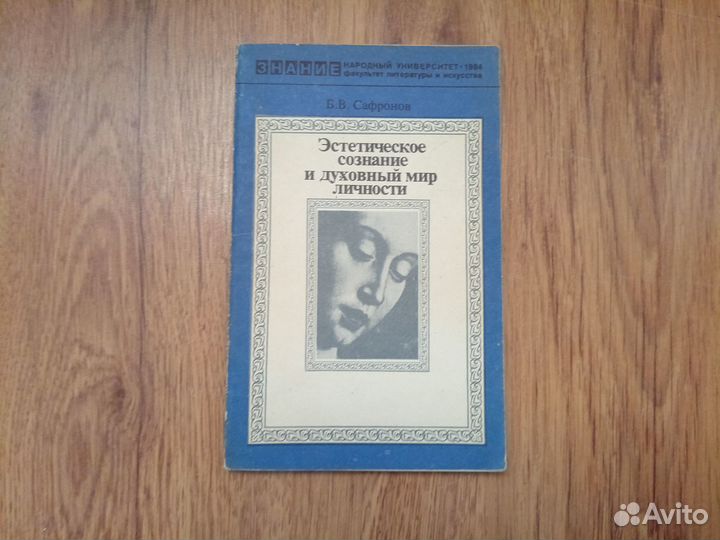 ЗНАНИЕ НАРОДНЫЙ УНИВЕРСИТЕТ • 1984
факультет литературы и искусства
Б.В. Сафронов
Эстетическое
сознание
и духовный мир
личности
Avito